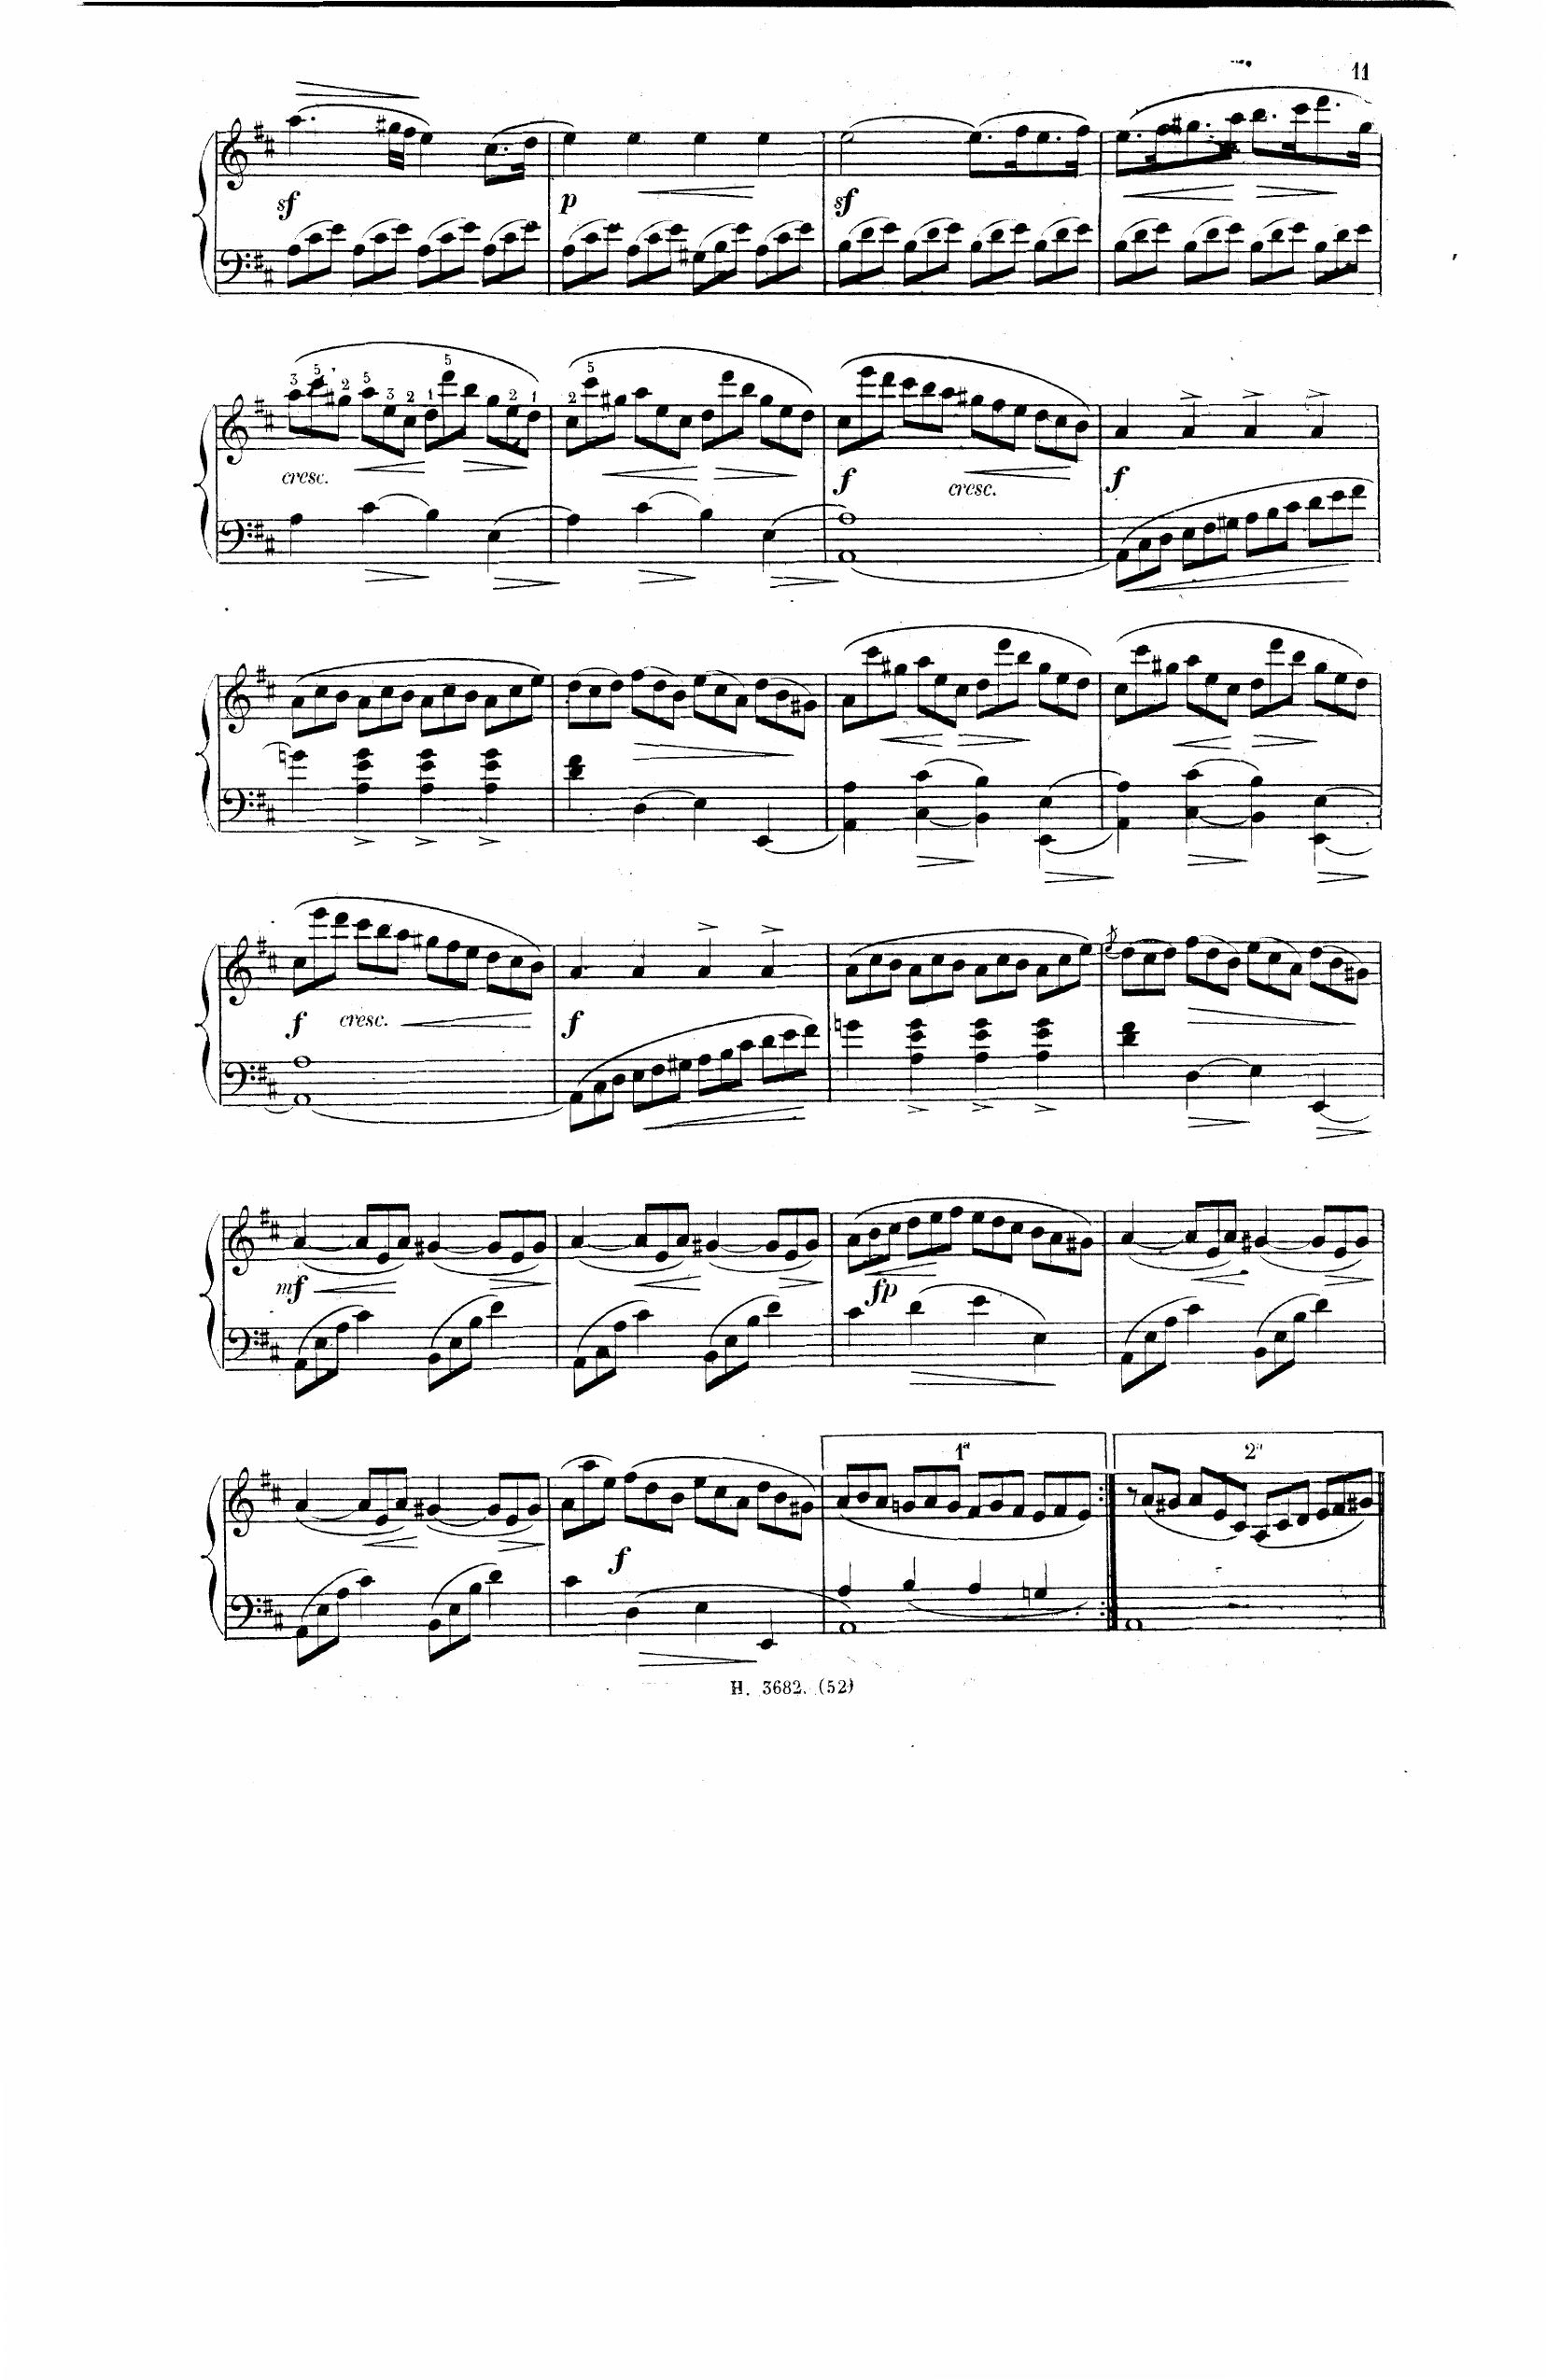 11
sf p sf
3 5 2 5 3 2 1 5 2 1 2 5
cresc. f cresc. f
f cresc. f
mf fp
1a 2a
f
H. 3682. (52)